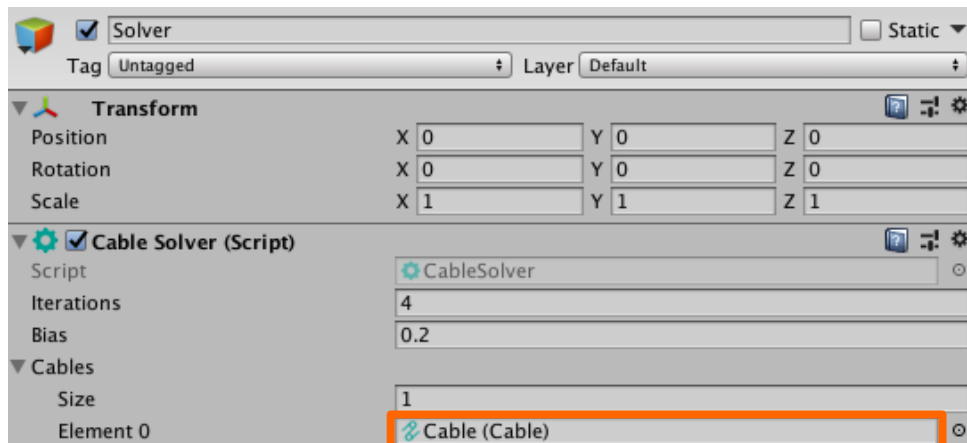 Solver Static
Tag Untagged Layer Default
Transform
Position X 0 Y 0 Z 0
Rotation X 0 Y 0 Z 0
Scale X 1 Y 1 Z 1
Cable Solver (Script)
Script CableSolver
Iterations 4
Bias 0.2
Cables
Size 1
Element 0 Cable (Cable)